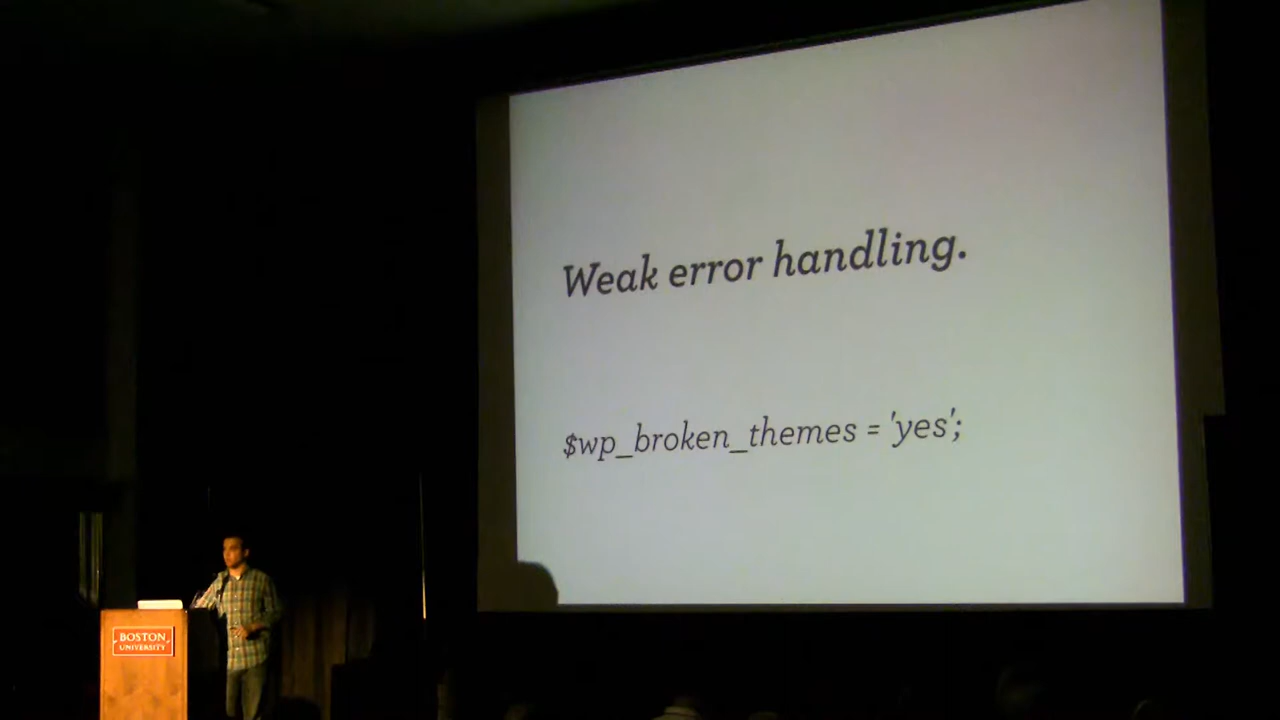 Weak error handling.
$wp_broken_themes = 'yes';
BOSTON
UNIVERSITY